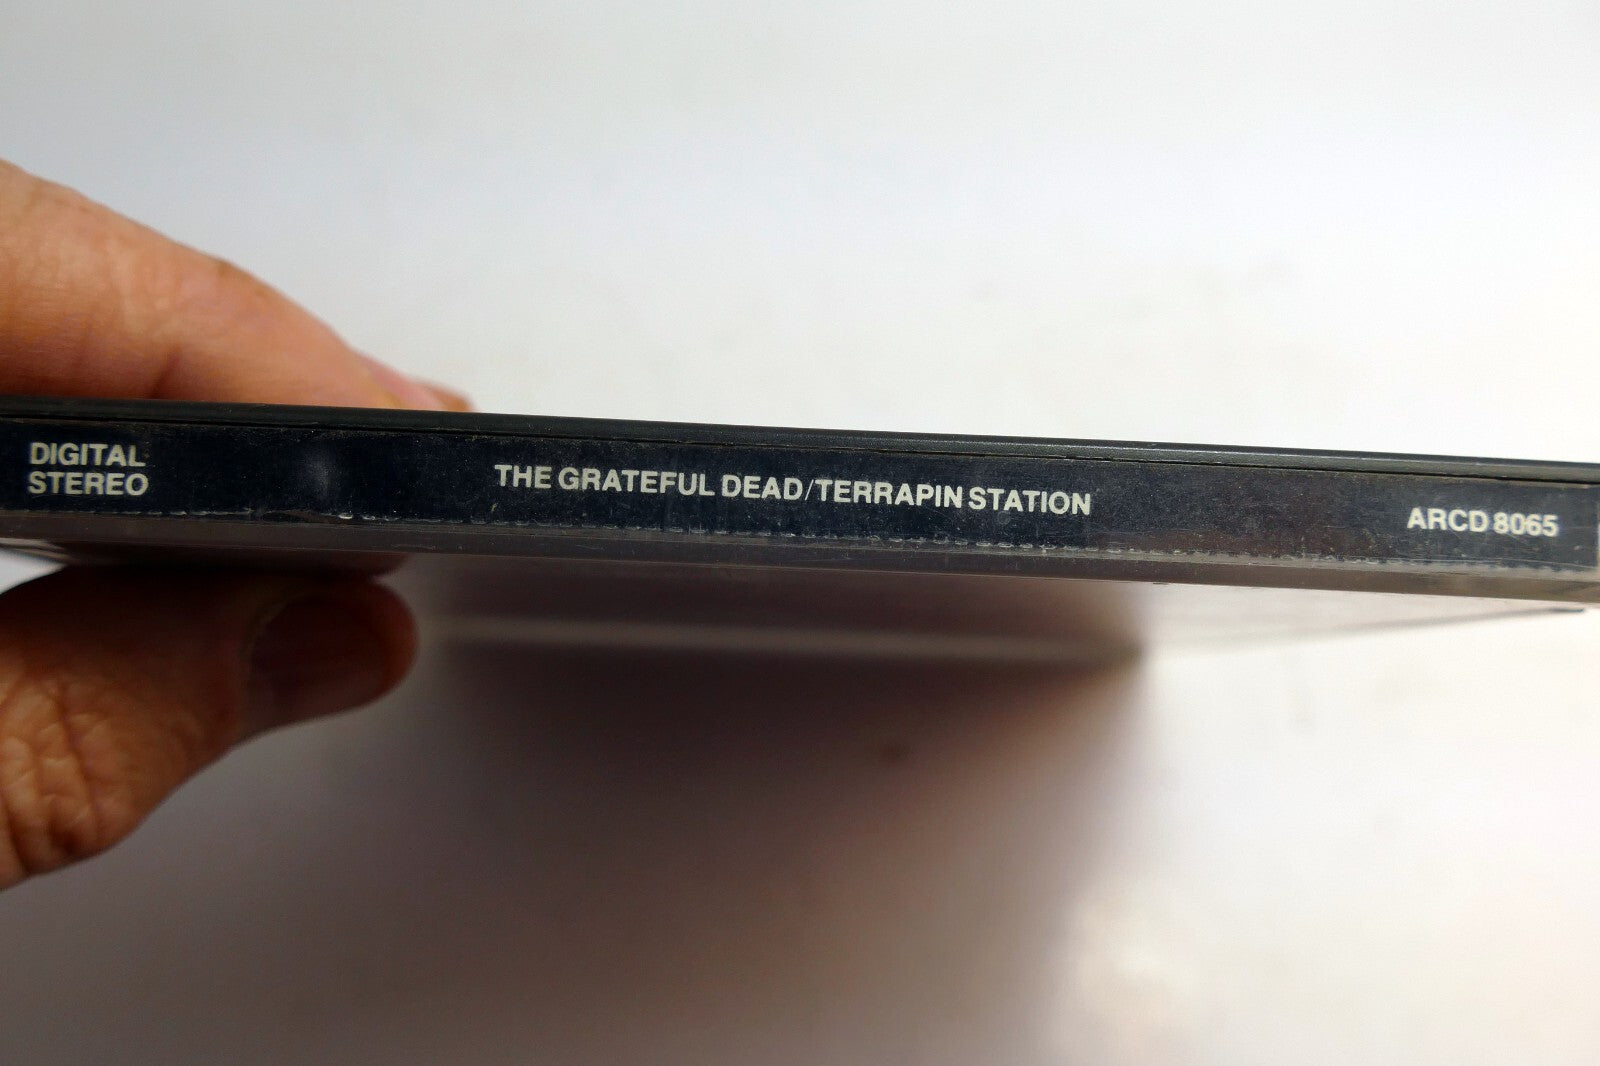 DIGITAL
STEREO
THE GRATEFUL DEAD/TERRAPIN STATION
ARCD 8065